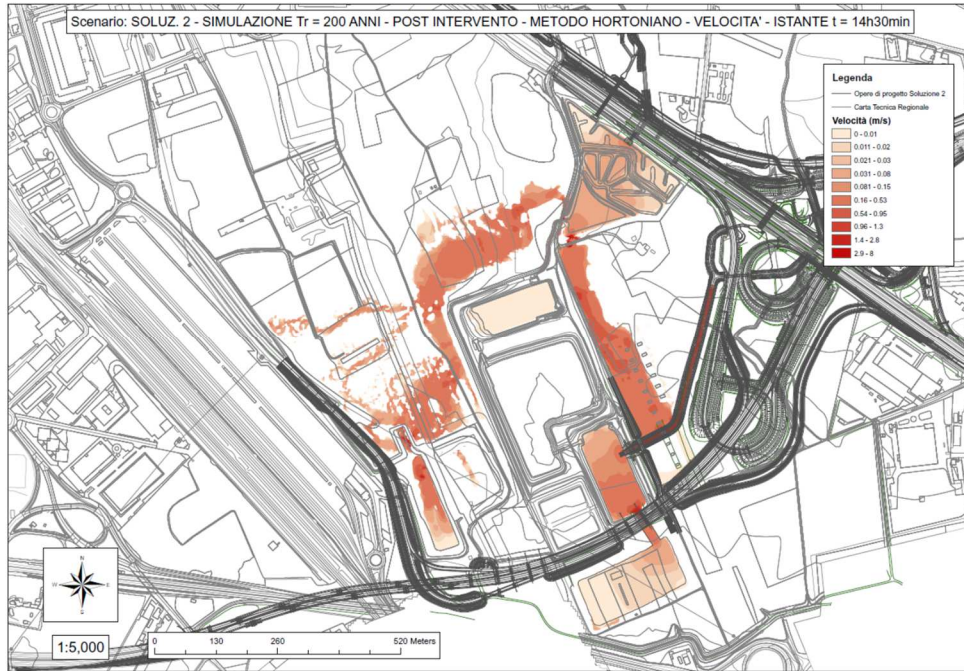 Scenario: SOLUZ. 2 - SIMULAZIONE Tr = 200 ANNI - POST INTERVENTO - METODO HORTONIANO - VELOCITA' - ISTANTE t = 14h30min
Legenda
Opere di progetto Soluzione 2
Carta Tecnica Regionale
Velocità (m/s)
0 - 0.01
0.011 - 0.02
0.021 - 0.03
0.031 - 0.08
0.081 - 0.15
0.16 - 0.53
0.54 - 0.95
0.96 - 1.3
1.4 - 2.8
2.9 - 8
N
W E
S
1:5,000
0 130 260 520 Meters